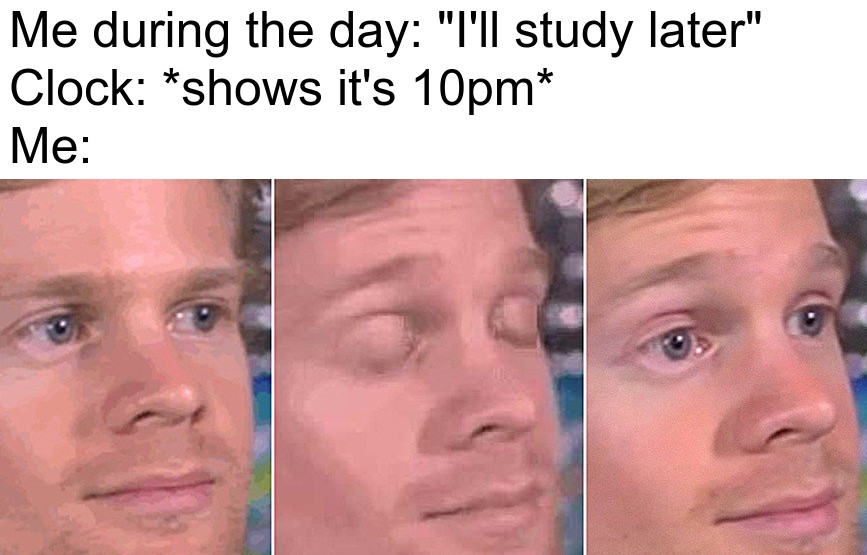 Me during the day: "I'll study later"
Clock: *shows it's 10pm*
Me: